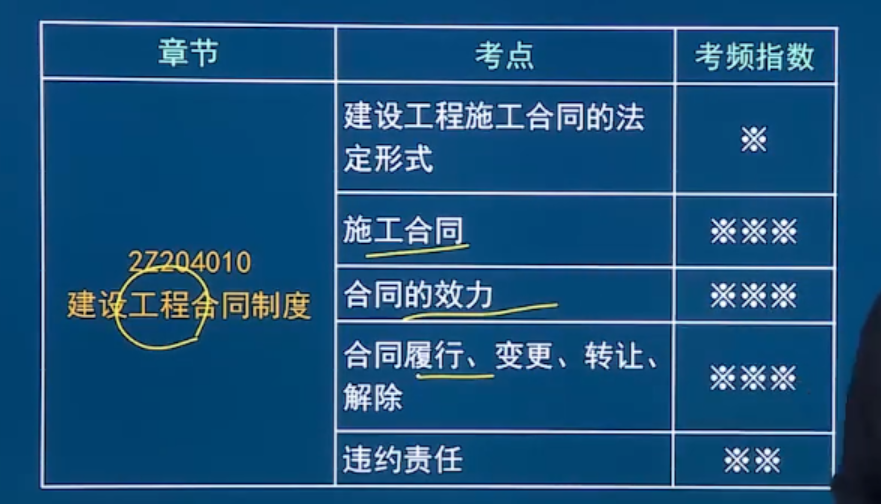 章节 考点 考频指数
建设工程施工合同的法
定形式
※
施工合同 ※※※
2Z204010
建设工程合同制度
合同的效力 ※※※
合同履行、变更、转让、
解除
※※※
违约责任 ※※